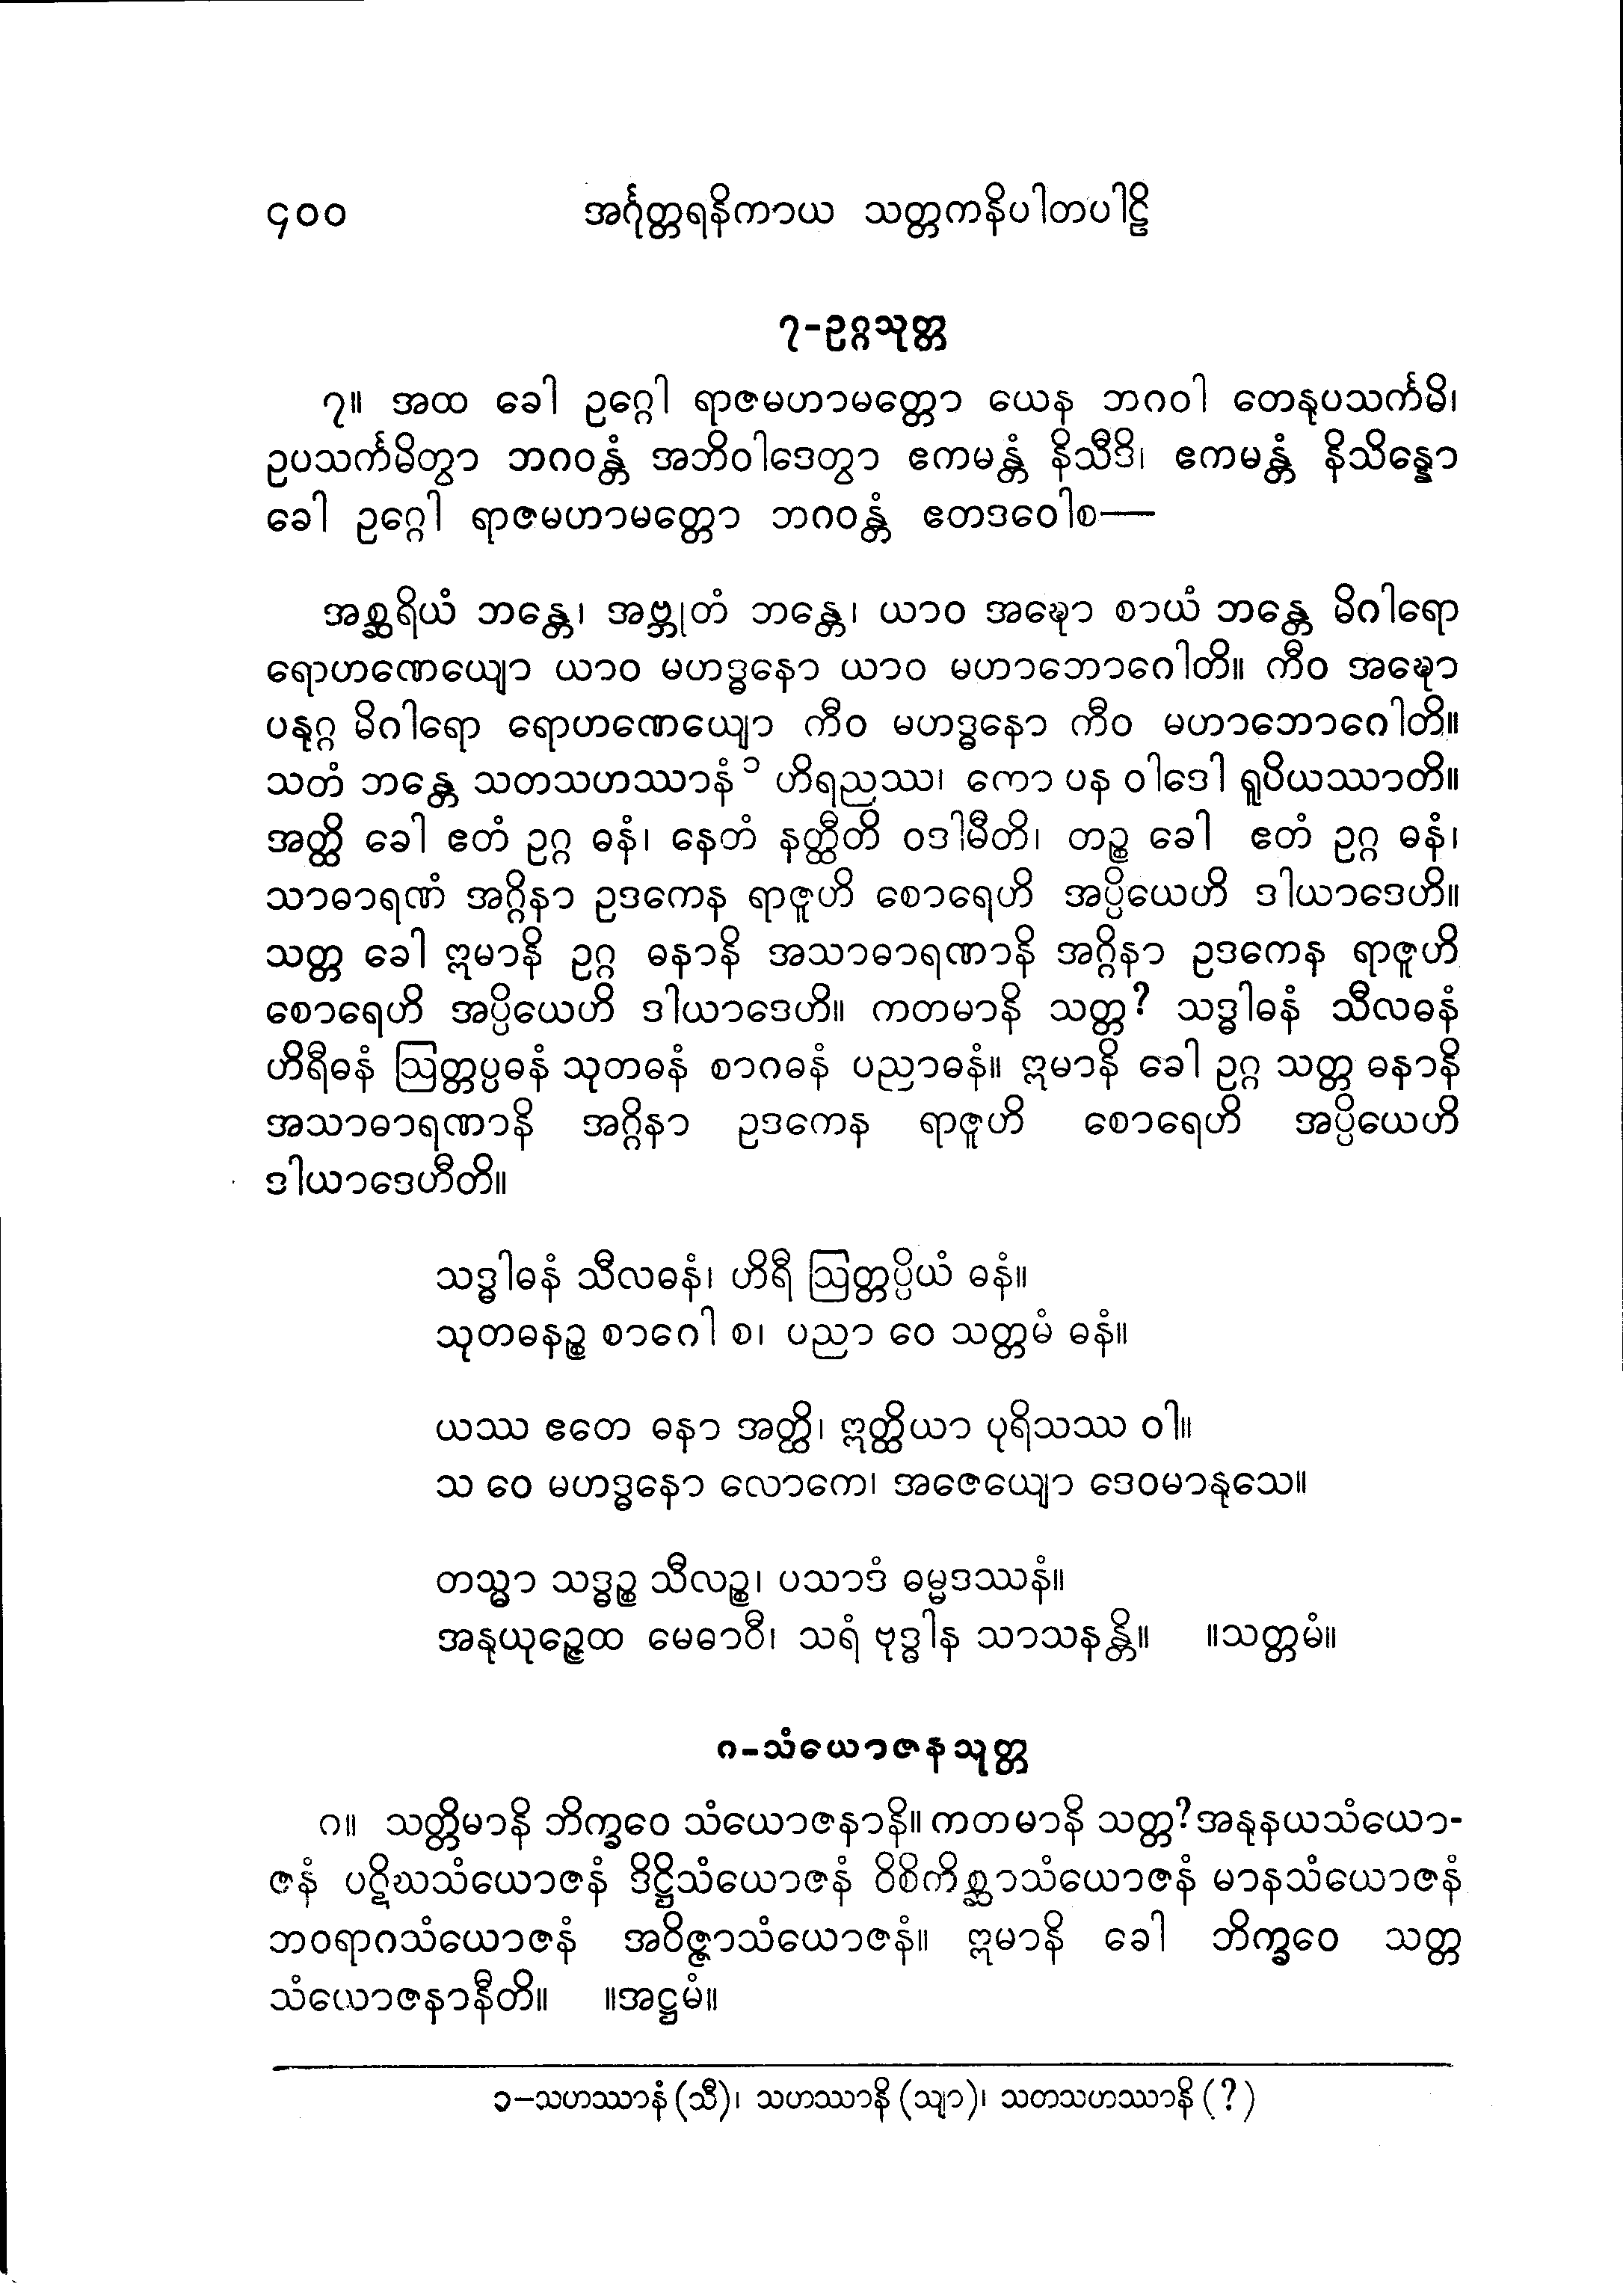 ၄၀၀ အင်္ဂုတ္တရနိကာယ သတ္တကနိပါတပါဠိ
၇-ဥဂ္ဂသုတ္တ
၇။ အထ ခေါ ဥဂ္ဂေါ ရာဇမဟာမတ္တော ယေန ဘဂဝါ တေနုပသင်္ကမိ၊
ဥပသင်္ကမိတွာ ဘဂဝန္တံ အဘိဝါဒေတွာ ဧကမန္တံ နိသီဒိ၊ ဧကမန္တံ နိသိန္နော
ခေါ ဥဂ္ဂေါ ရာဇမဟာမတ္တော ဘဂဝန္တံ ဧတဒဝေါစ—
အစ္ဆရိယံ ဘန္တေ၊ အဗ္ဘုတံ ဘန္တေ၊ ယာဝ အဍ္ဎော စာယံ ဘန္တေ မိဂါရော
ရောဟဏေယျော ယာဝ မဟဒ္ဓနော ယာဝ မဟာဘောဂေါတိ။ ကီဝ အဍ္ဎော
ပနုဂ္ဂ မိဂါရော ရောဟဏေယျော ကီဝ မဟဒ္ဓနော ကီဝ မဟာဘောဂေါတိ။
သတံ ဘန္တေ သတသဟဿာနံ ၁ ဟိရညဿ၊ ကော ပန ဝါဒေါ ရူပိယဿာတိ။
အတ္ထိ ခေါ ဧတံ ဥဂ္ဂ ဓနံ၊ နေတံ နတ္ထီတိ ဝဒါမီတိ၊ တဉ္စ ခေါ ဧတံ ဥဂ္ဂ ဓနံ၊
သာဓာရဏံ အဂ္ဂိနာ ဥဒကေန ရာဇူဟိ စောရေဟိ အပ္ပိယေဟိ ဒါယာဒေဟိ။
သတ္တ ခေါ ဣမာနိ ဥဂ္ဂ ဓနာနိ အသာဓာရဏာနိ အဂ္ဂိနာ ဥဒကေန ရာဇူဟိ
စောရေဟိ အပ္ပိယေဟိ ဒါယာဒေဟိ။ ကတမာနိ သတ္တ? သဒ္ဓါဓနံ သီလဓနံ
ဟိရီဓနံ ဩတ္တပ္ပဓနံ သုတဓနံ စာဂဓနံ ပညာဓနံ။ ဣမာနိ ခေါ ဥဂ္ဂ သတ္တ ဓနာနိ
အသာဓာရဏာနိ အဂ္ဂိနာ ဥဒကေန ရာဇူဟိ စောရေဟိ အပ္ပိယေဟိ
ဒါယာဒေဟီတိ။
သဒ္ဓါဓနံ သီလဓနံ၊ ဟိရီ ဩတ္တပ္ပိယံ ဓနံ။
သုတဓနဉ္စ စာဂေါ စ၊ ပညာ ဝေ သတ္တမံ ဓနံ။
ယဿ ဧတေ ဓနာ အတ္ထိ၊ ဣတ္ထိယာ ပုရိသဿ ဝါ။
သ ဝေ မဟဒ္ဓနော လောကေ၊ အဇေယျော ဒေဝမာနုသေ။
တသ္မာ သဒ္ဓဉ္စ သီလဉ္စ၊ ပသာဒံ ဓမ္မဒဿနံ။
အနုယုဉ္ဇေထ မေဓာဝီ၊ သရံ ဗုဒ္ဓါန သာသနန္တိ။ ။သတ္တမံ။
၈-သံယောဇနသုတ္တ
၈။ သတ္တိမာနိ ဘိက္ခဝေ သံယောဇနာနိ။ ကတမာနိ သတ္တ? အနုနယသံယော-
ဇနံ ပဋိဃသံယောဇနံ ဒိဋ္ဌိသံယောဇနံ ဝိစိကိစ္ဆာသံယောဇနံ မာနသံယောဇနံ
ဘဝရာဂသံယောဇနံ အဝိဇ္ဇာသံယောဇနံ။ ဣမာနိ ခေါ ဘိက္ခဝေ သတ္တ
သံယောဇနာနီတိ။ ။အဋ္ဌမံ။
၁–သဟဿာနံ (သီ)၊ သဟဿာနိ (သျာ)၊ သတသဟဿာနိ (?)